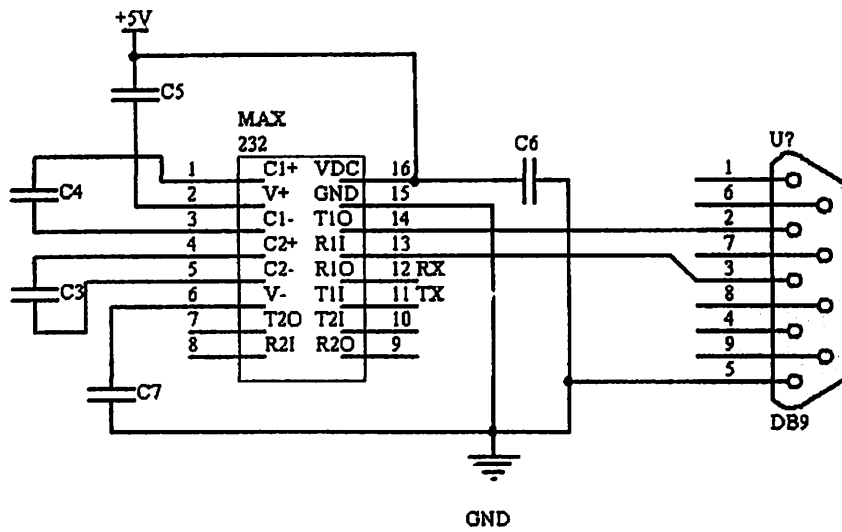 +5V
C5
MAX
232
C6
U?
1 C1+ VDC 16
2 V+ GND 15
3 C1- T1O 14
4 C2+ R1I 13
5 C2- R1O 12 RX
6 V- T1I 11 TX
7 T2O T2I 10
8 R2I R2O 9
C4
C3
C7
1
6
2
7
3
8
4
9
5
DB9
GND